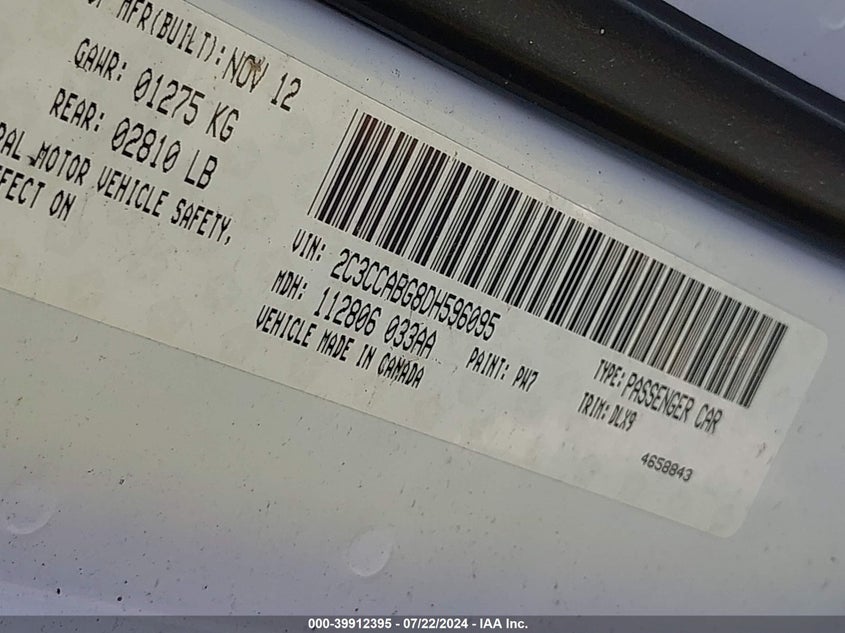 MFR(BUILT): NOV 12
GAWR: 01275 KG
REAR: 02810 LB
MOTOR VEHICLE SAFETY,
ON
VIN: 2C3CCABG8DH596095
MDH: 112806 033AA
PAINT: PW7
VEHICLE MADE IN CANADA
TYPE: PASSENGER CAR
TRIM: DLX9
4658843
000-39912395 - 07/22/2024 - IAA Inc.